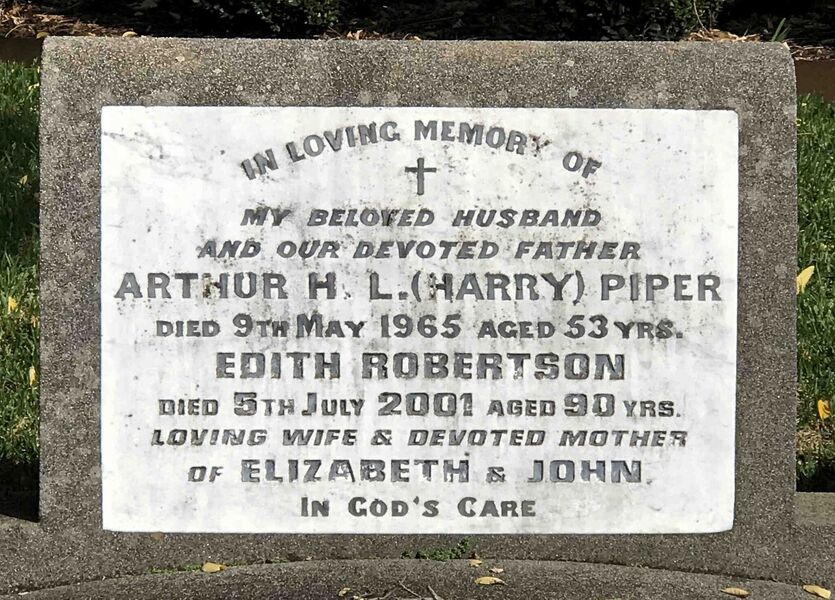 IN LOVING MEMORY OF
MY BELOVED HUSBAND
AND OUR DEVOTED FATHER
ARTHUR H. L. (HARRY) PIPER
DIED 9TH MAY 1965 AGED 53 YRS.
EDITH ROBERTSON
DIED 5TH JULY 2001 AGED 90 YRS.
LOVING WIFE & DEVOTED MOTHER
OF ELIZABETH & JOHN.
IN GOD'S CARE